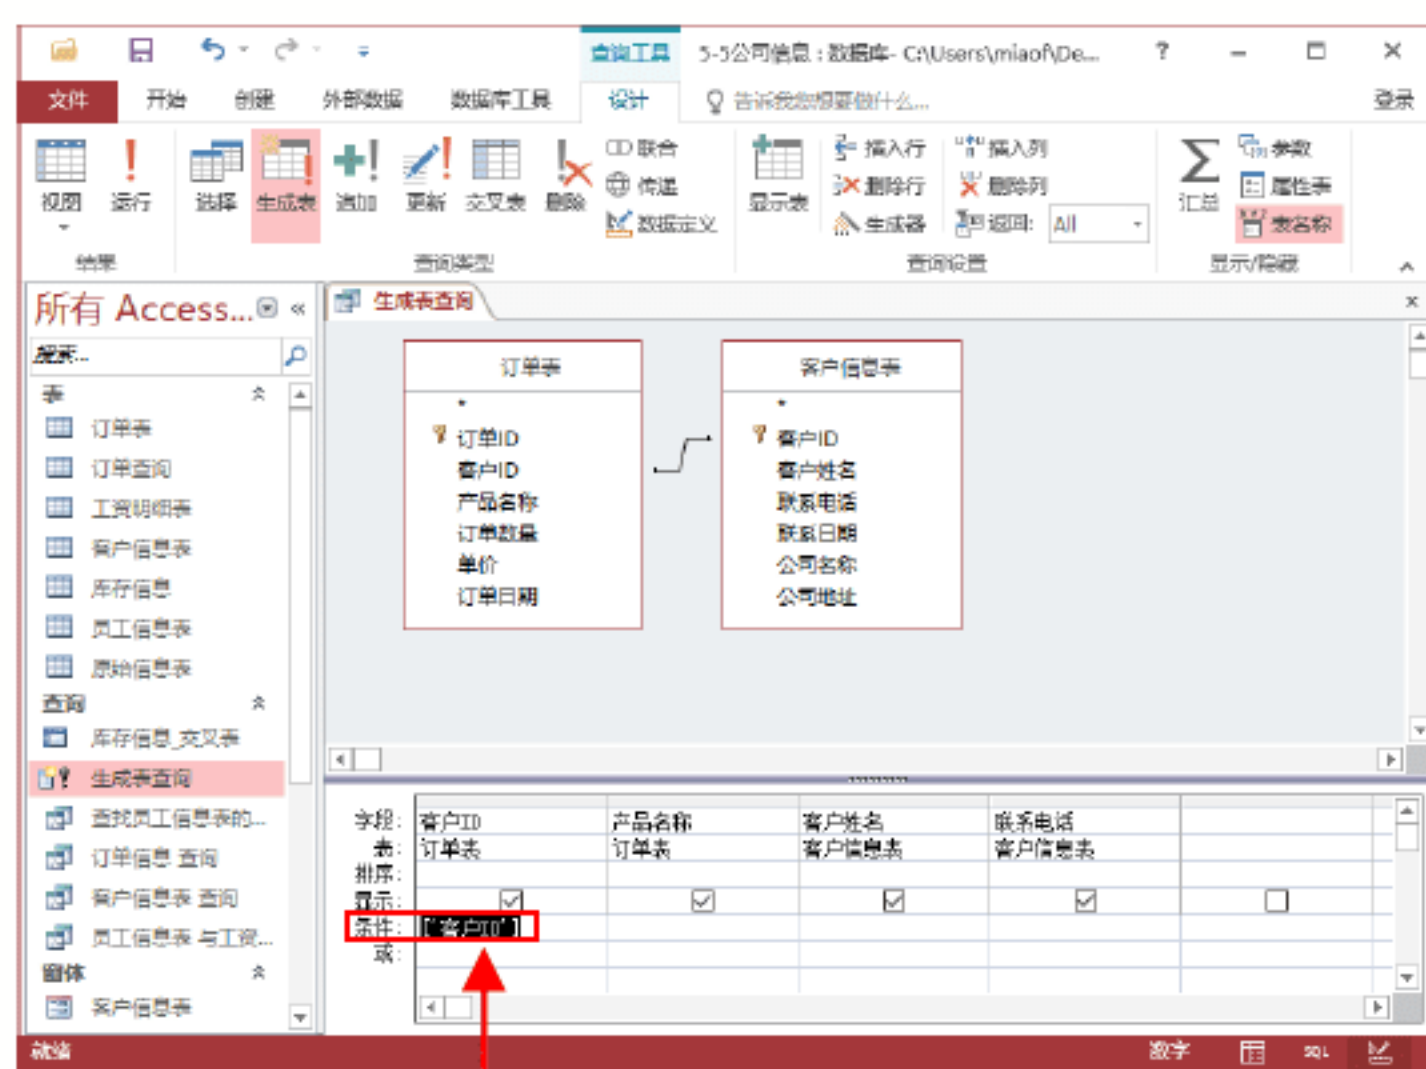 查询工具
5-5公司信息：数据库- C:\Users\miaof\De...
?
文件
开始
创建
外部数据
数据库工具
设计
告诉我您想要做什么...
登录
视图
运行
选择
生成表
追加
更新
交叉表
删除
联合
传递
数据定义
显示表
插入行
删除行
生成器
插入列
删除列
返回: All
汇总
参数
属性表
表名称
结果
查询类型
查询设置
显示/隐藏
所有 Access... «
搜索...
表
订单表
订单查询
工资明细表
客户信息表
库存信息
员工信息表
原始信息表
查询
库存信息_交叉表
生成表查询
查找员工信息表的...
订单信息 查询
客户信息表 查询
员工信息表 与工资...
窗体
客户信息表
生成表查询
订单表
*
订单ID
客户ID
产品名称
订单数量
单价
订单日期
客户信息表
*
客户ID
客户姓名
联系电话
联系日期
公司名称
公司地址
字段: 客户ID 产品名称 客户姓名 联系电话
表: 订单表 订单表 客户信息表 客户信息表
排序:
显示:
条件: ["客户ID"]
或:
就绪
数字
SQL